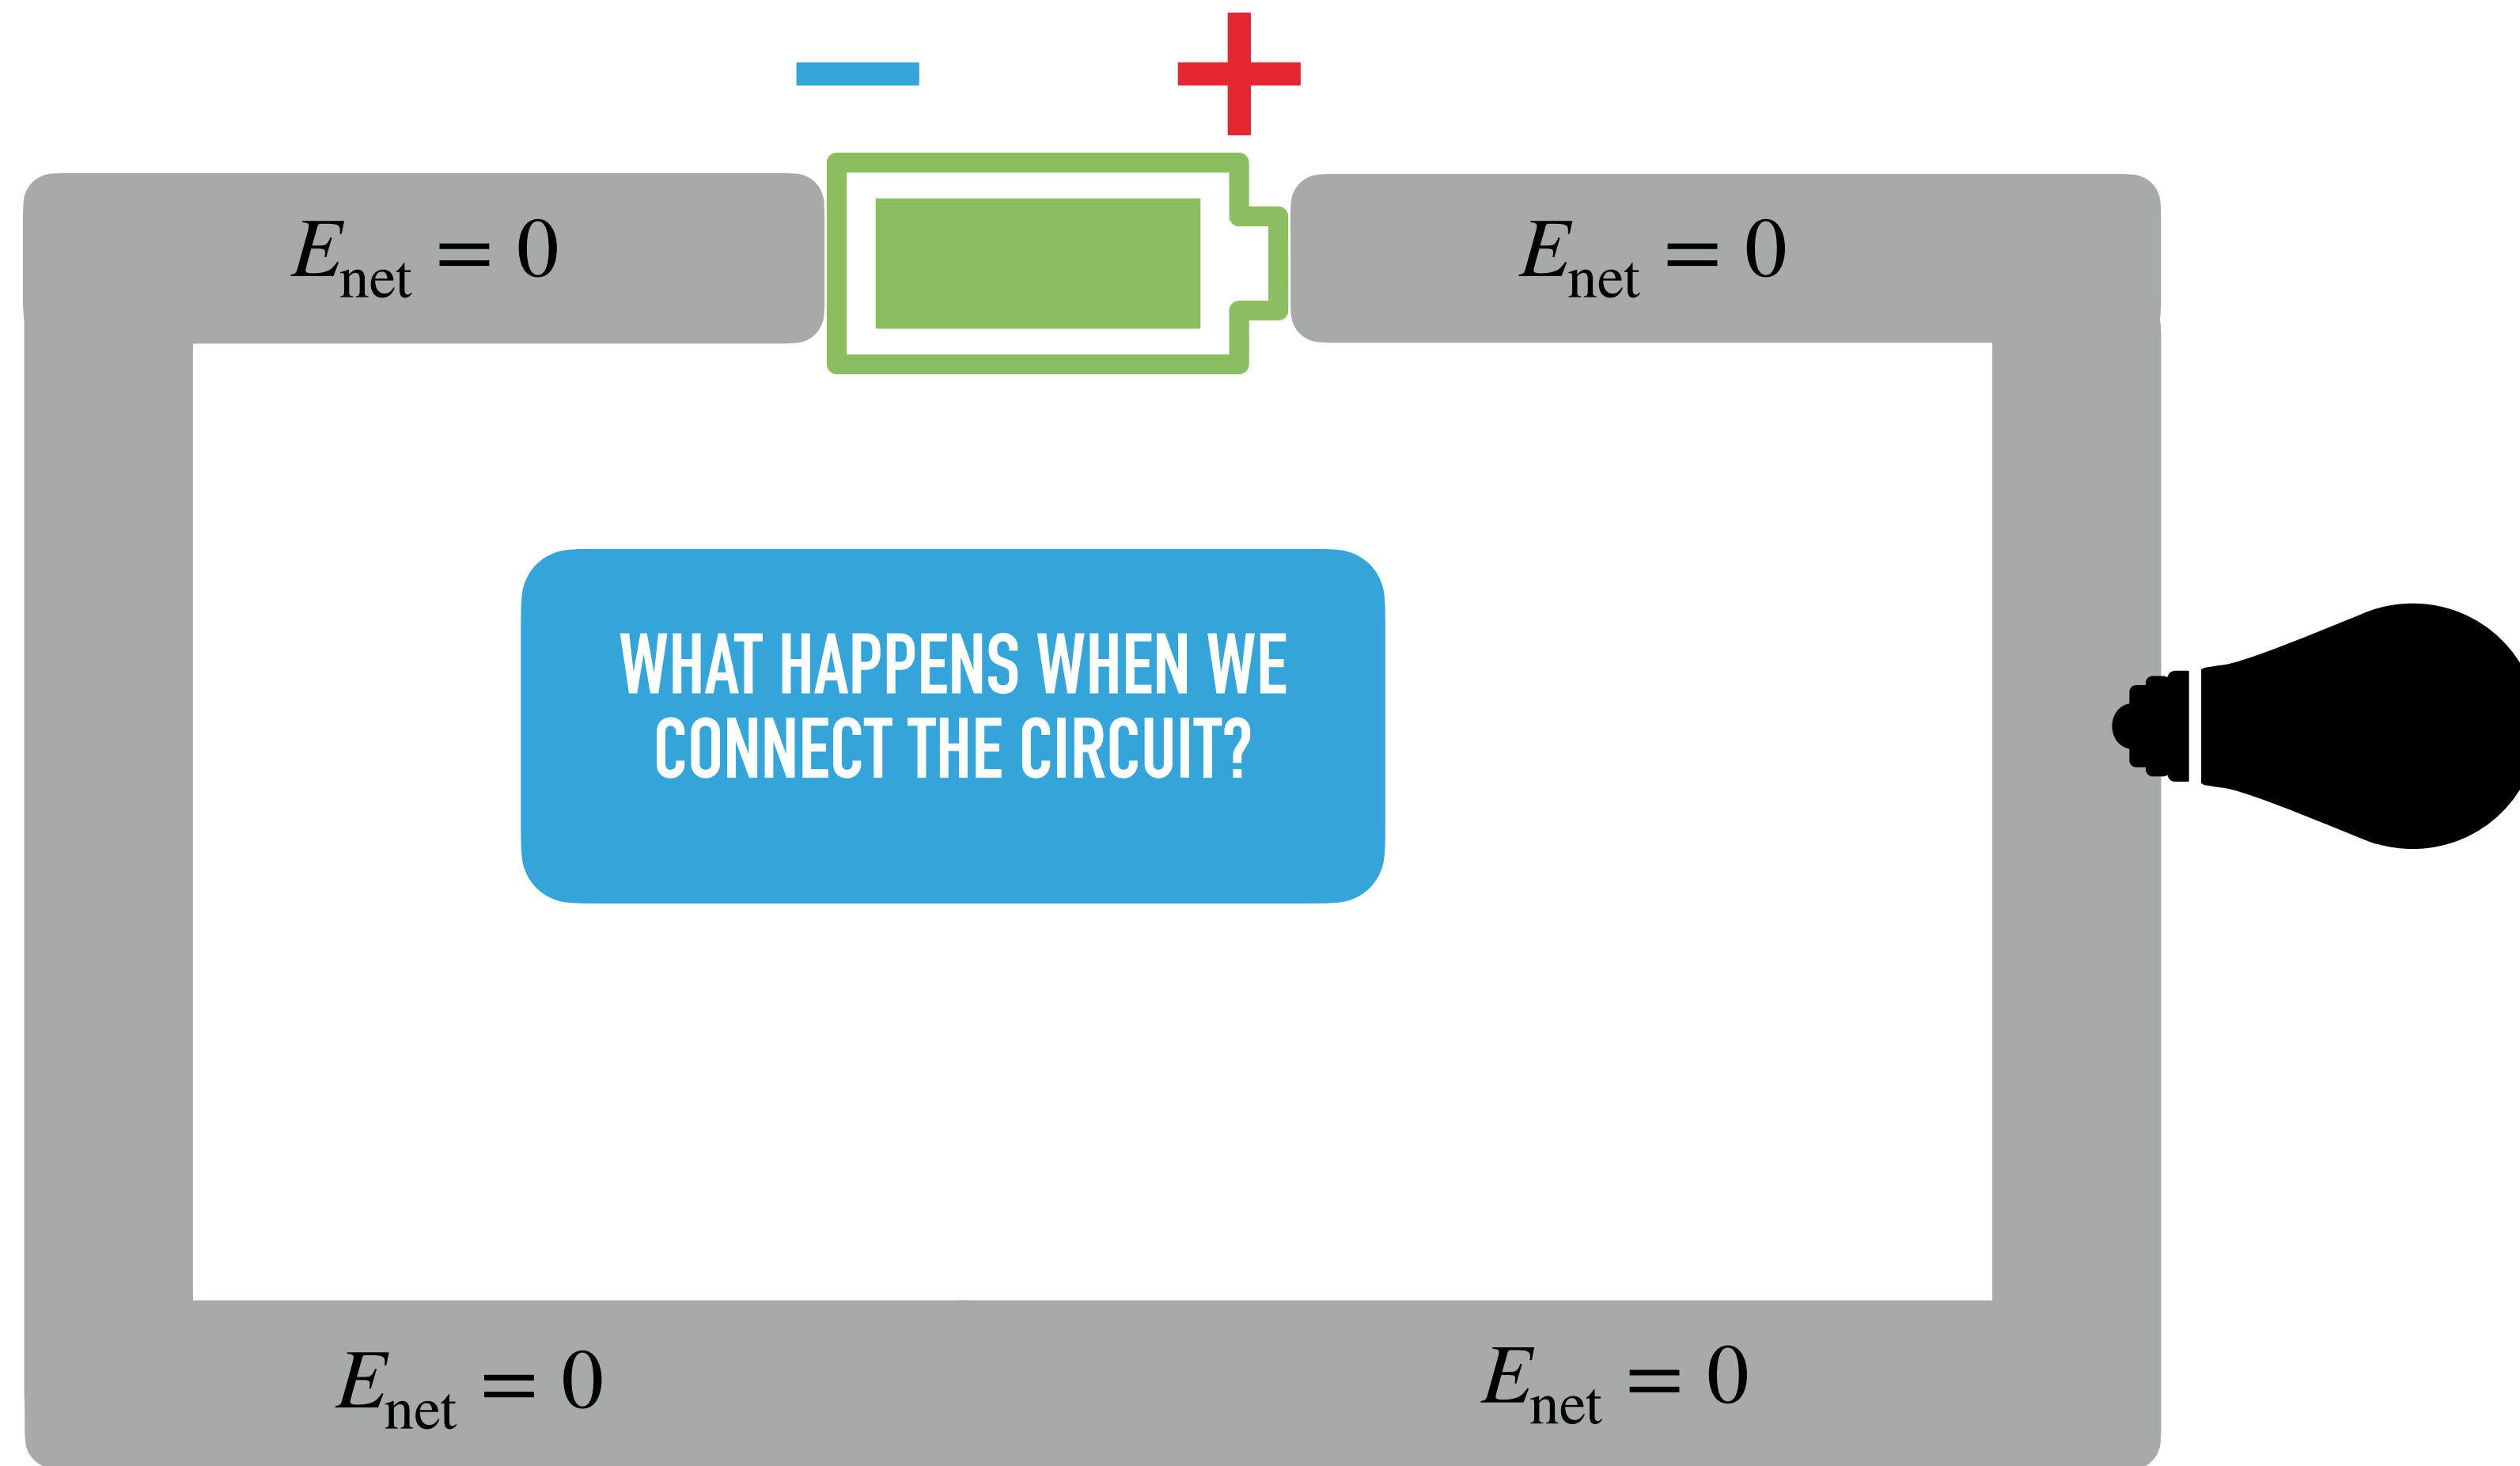 − +
E_net = 0 E_net = 0
WHAT HAPPENS WHEN WE
CONNECT THE CIRCUIT?
E_net = 0 E_net = 0